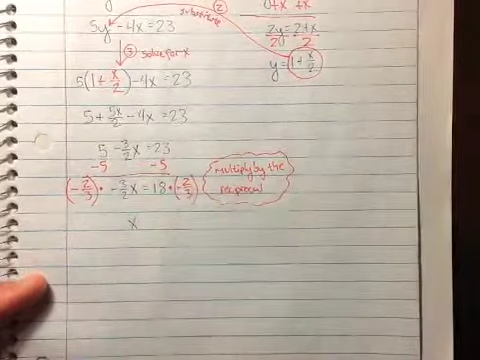 y
② substitute
y+x +x
5y - 4x = 23
2y = 2+x
2 2
③ solve for x
y = 1 + x/2
5(1 + x/2) - 4x = 23
5 + 5x/2 - 4x = 23
5 - 3/2x = 23
-5 -5
Multiply by the
(-2/3) • -3/2x = 18 • (-2/3)
reciprocal
x